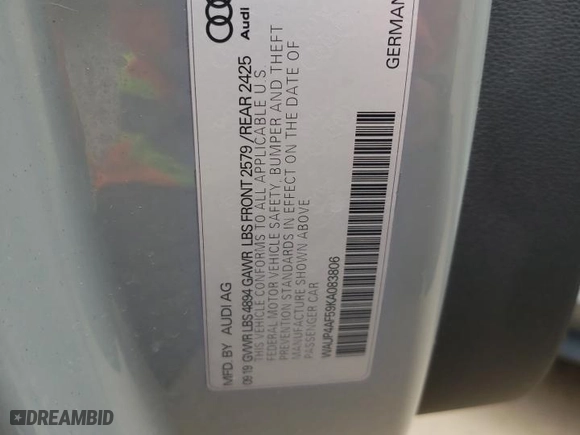 Audi
GERMAN
MFD. BY AUDI AG
09 19 GVWR LBS 4894 GAWR LBS FRONT 2579 /REAR 2425
THIS VEHICLE CONFORMS TO ALL APPLICABLE U.S.
FEDERAL MOTOR VEHICLE SAFETY, BUMPER AND THEFT
PREVENTION STANDARDS IN EFFECT ON THE DATE OF
MANUFACTURE SHOWN ABOVE
PASSENGER CAR
WAUP4AF59KA083806
DREAMBID